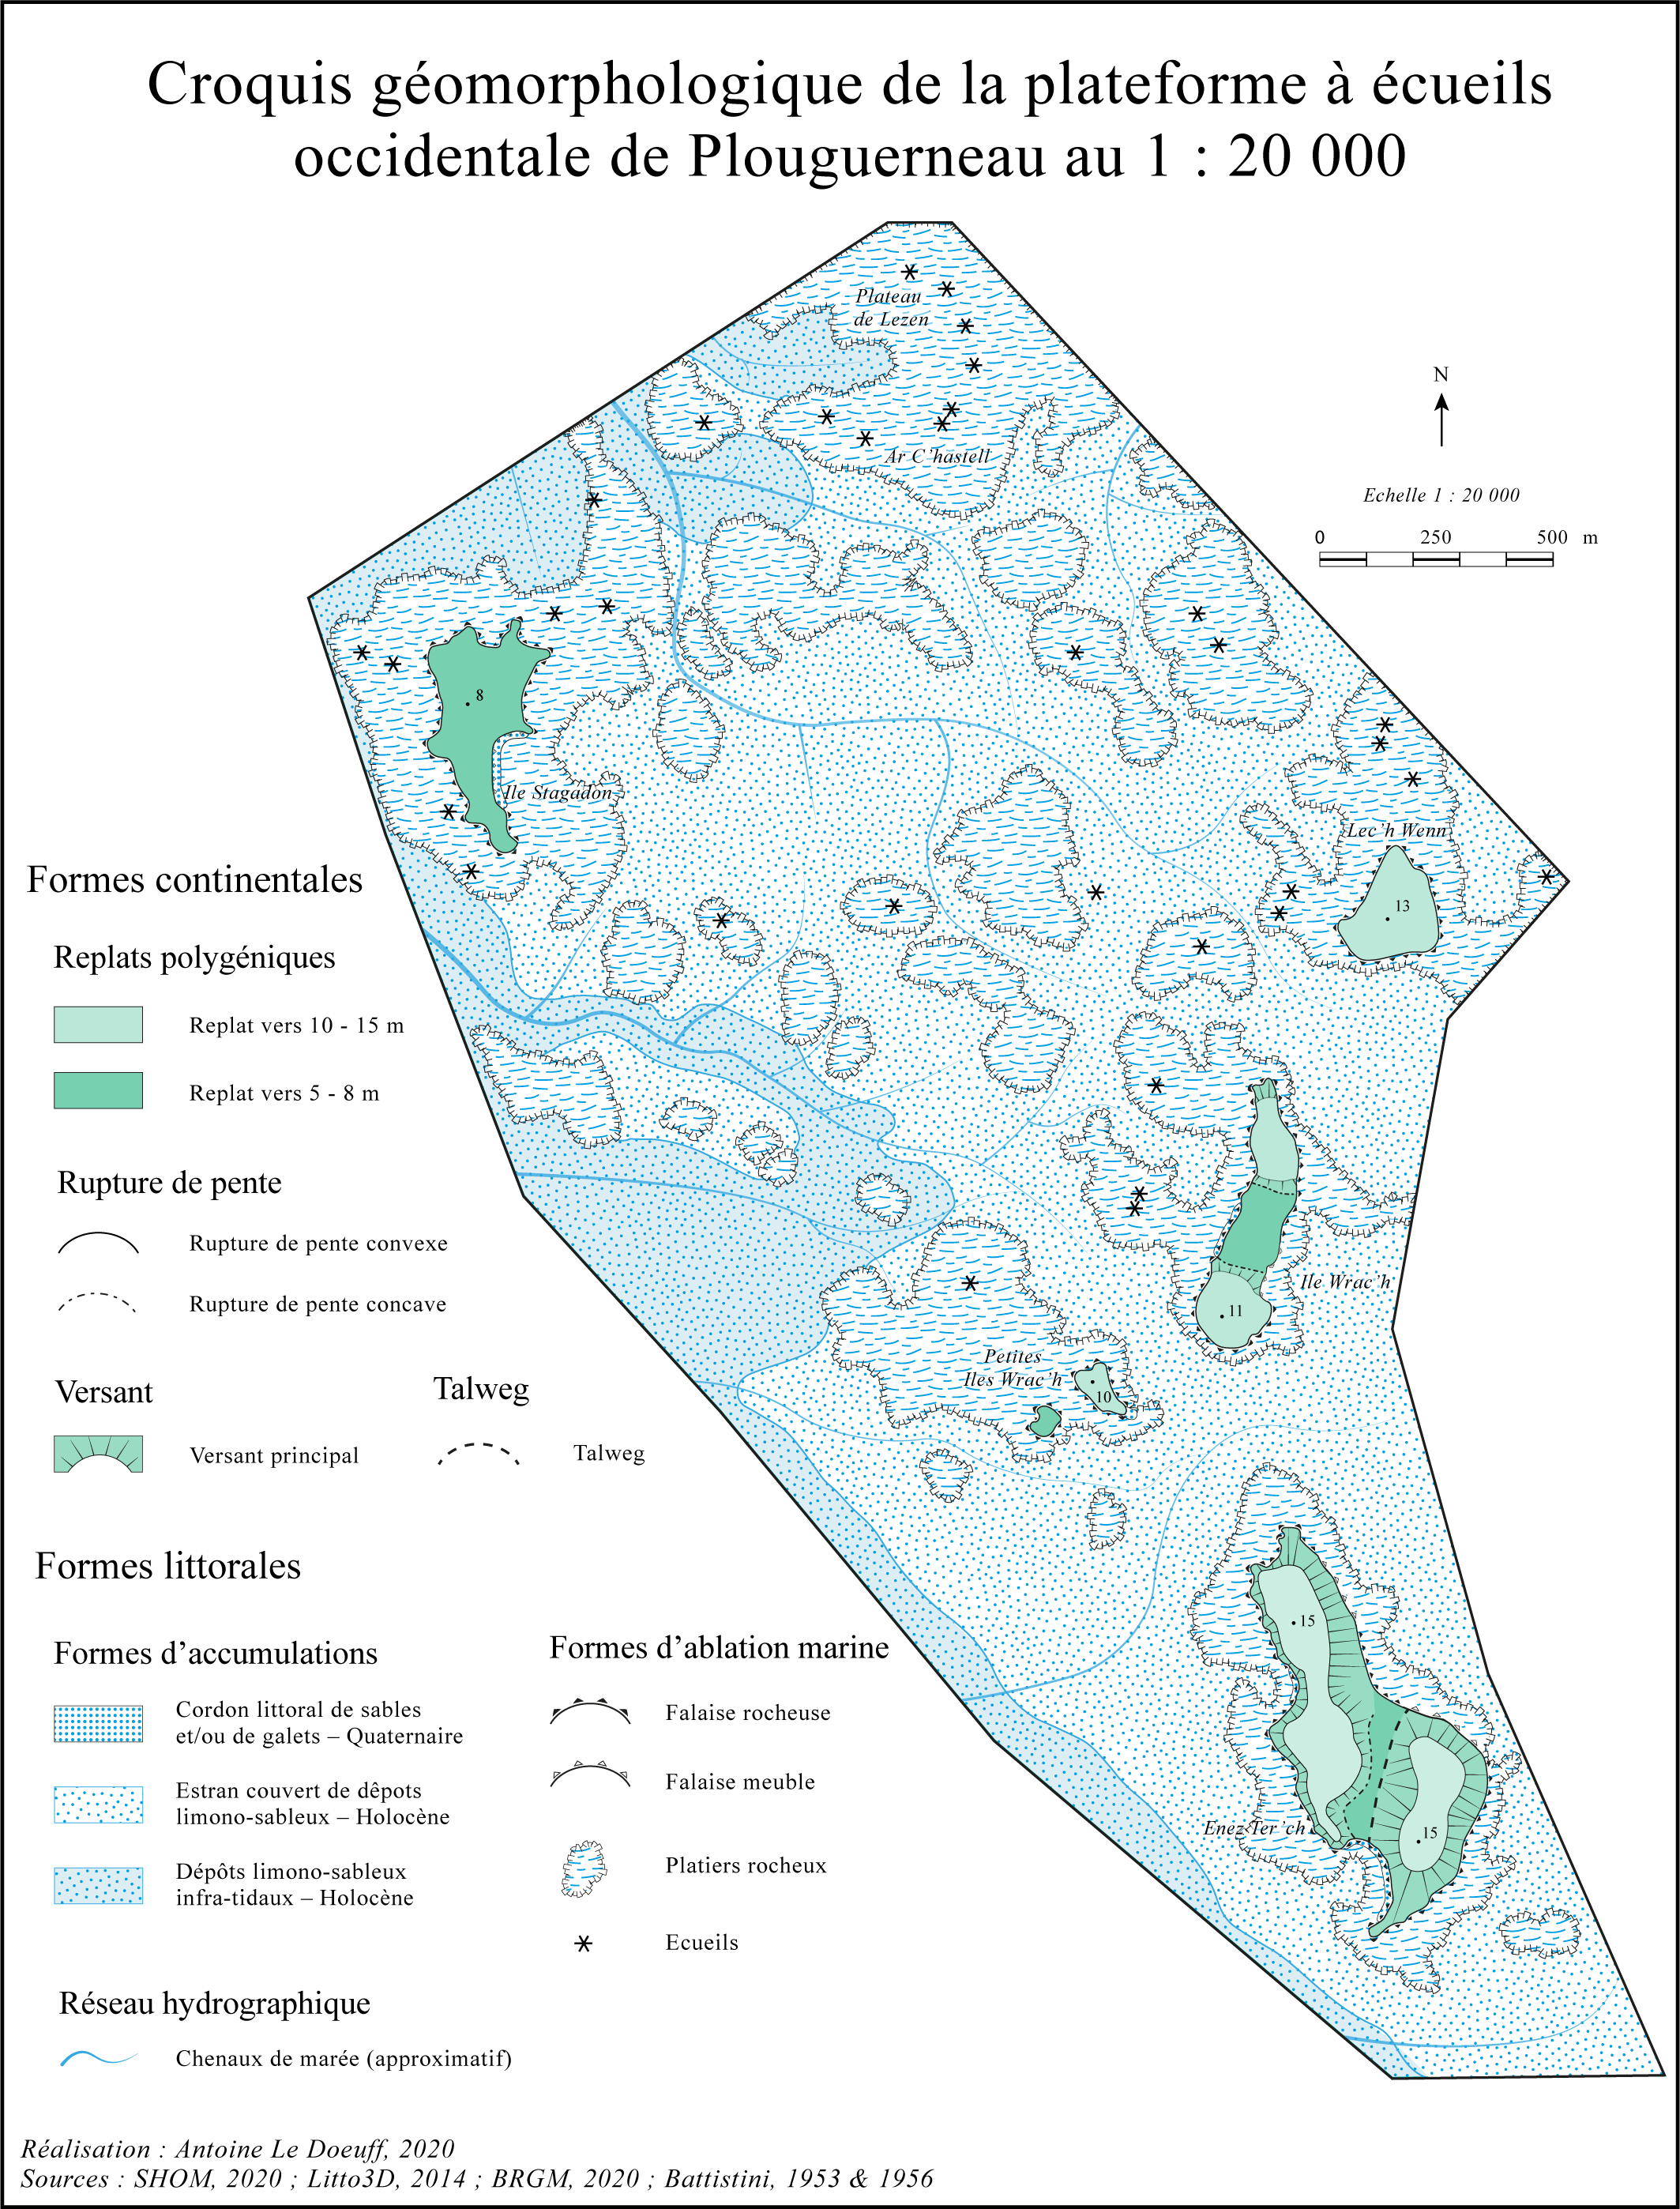 Croquis géomorphologique de la plateforme à écueils
occidentale de Plouguerneau au 1 : 20 000
Plateau
de Lezen
Ar C'hastell
N
Echelle 1 : 20 000
0 250 500 m
8
Ile Stagadon
Lec'h Wenn
13
Ile Wrac'h
11
Petites
Iles Wrac'h
10
15
Enez Ter'ch
15
Formes continentales
Replats polygéniques
Replat vers 10 - 15 m
Replat vers 5 - 8 m
Rupture de pente
Rupture de pente convexe
Rupture de pente concave
Versant
Versant principal
Talweg
Talweg
Formes littorales
Formes d'accumulations
Cordon littoral de sables
et/ou de galets – Quaternaire
Estran couvert de dêpots
limono-sableux – Holocène
Dépôts limono-sableux
infra-tidaux – Holocène
Formes d'ablation marine
Falaise rocheuse
Falaise meuble
Platiers rocheux
Ecueils
Réseau hydrographique
Chenaux de marée (approximatif)
Réalisation : Antoine Le Doeuff, 2020
Sources : SHOM, 2020 ; Litto3D, 2014 ; BRGM, 2020 ; Battistini, 1953 & 1956